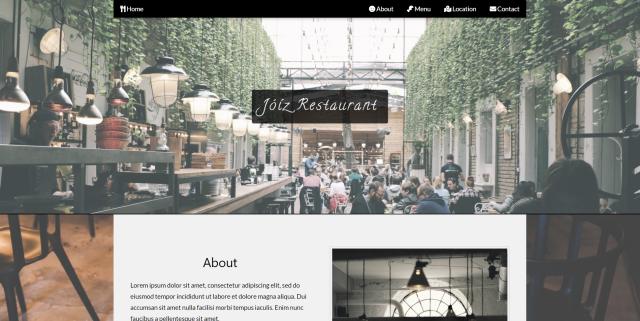 Home About Menu Location Contact
Jóíz Restaurant
About
Lorem ipsum dolor sit amet, consectetur adipiscing elit, sed do
eiusmod tempor incididunt ut labore et dolore magna aliqua. Dui
accumsan sit amet nulla facilisi morbi tempus iaculis. Enim nunc
faucibus a pellentesque sit amet.